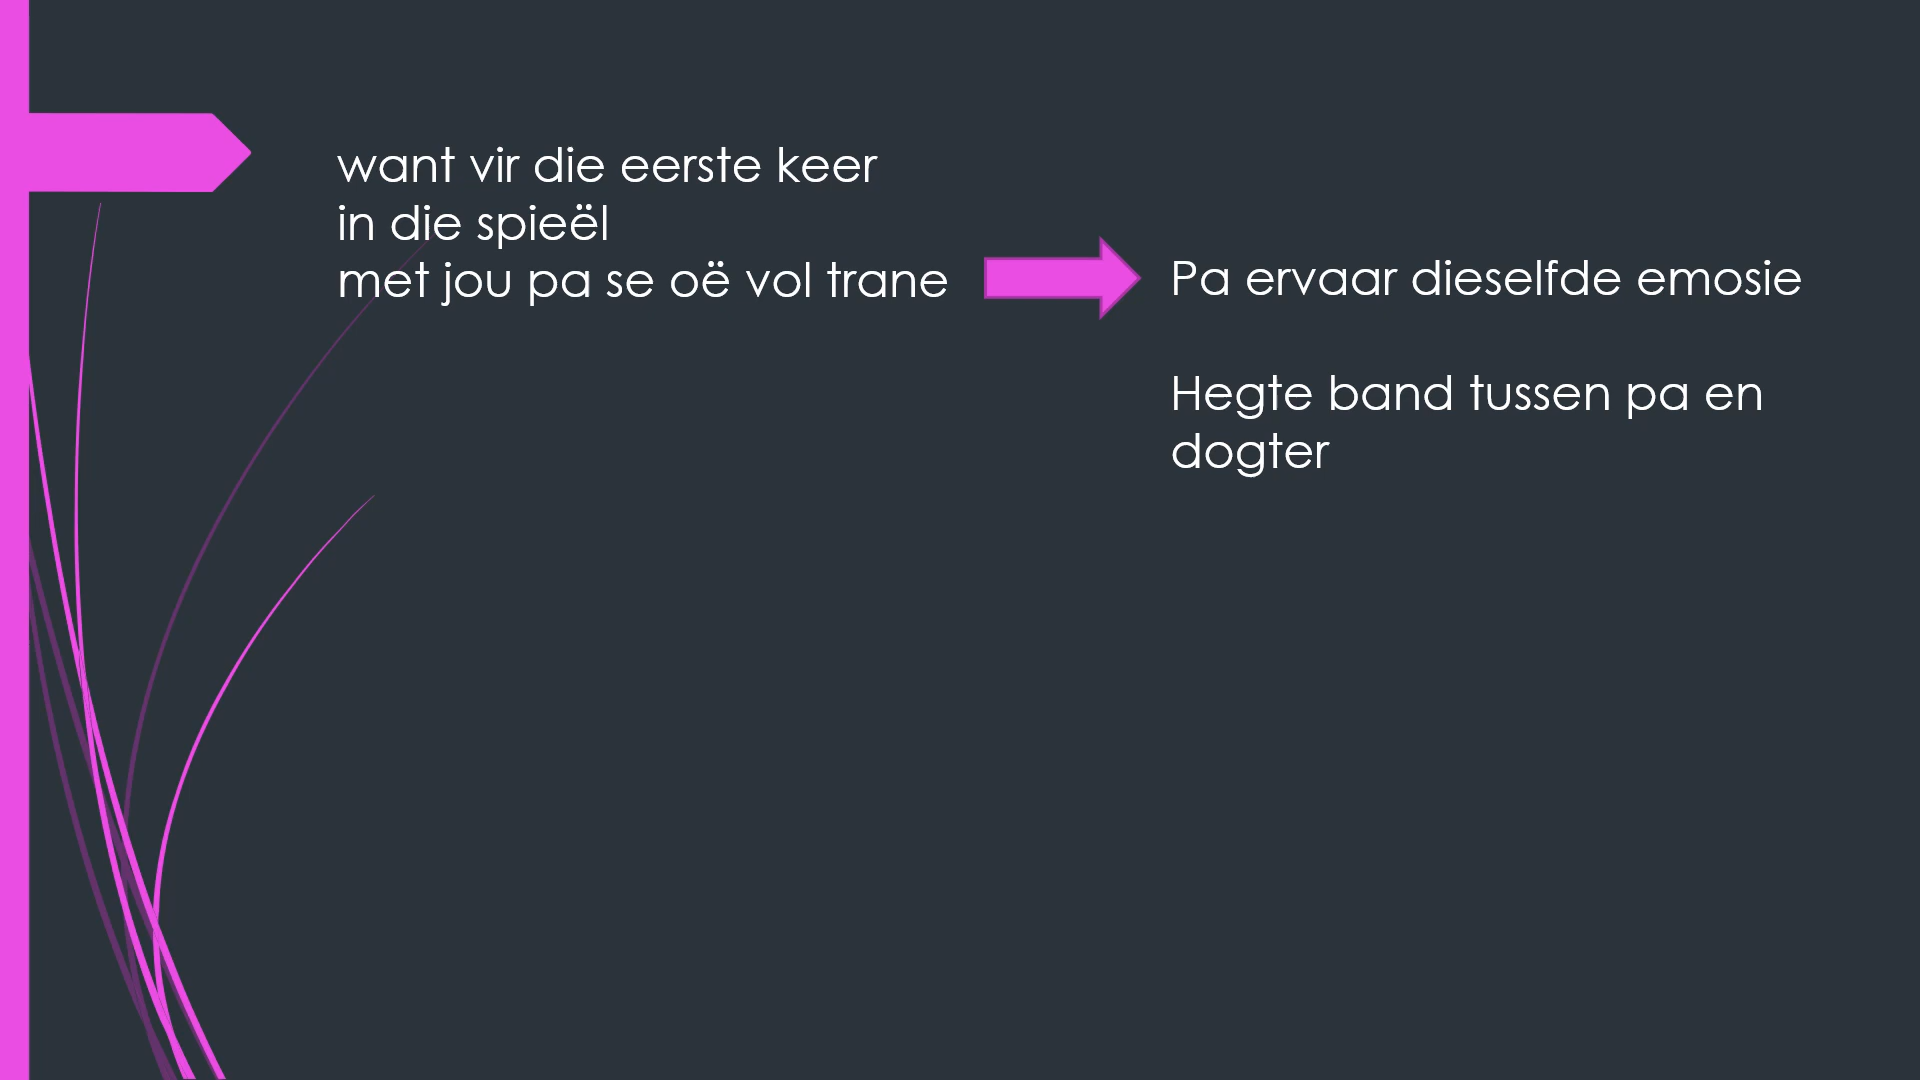 want vir die eerste keer
in die spieël
met jou pa se oë vol trane
Pa ervaar dieselfde emosie
Hegte band tussen pa en
dogter